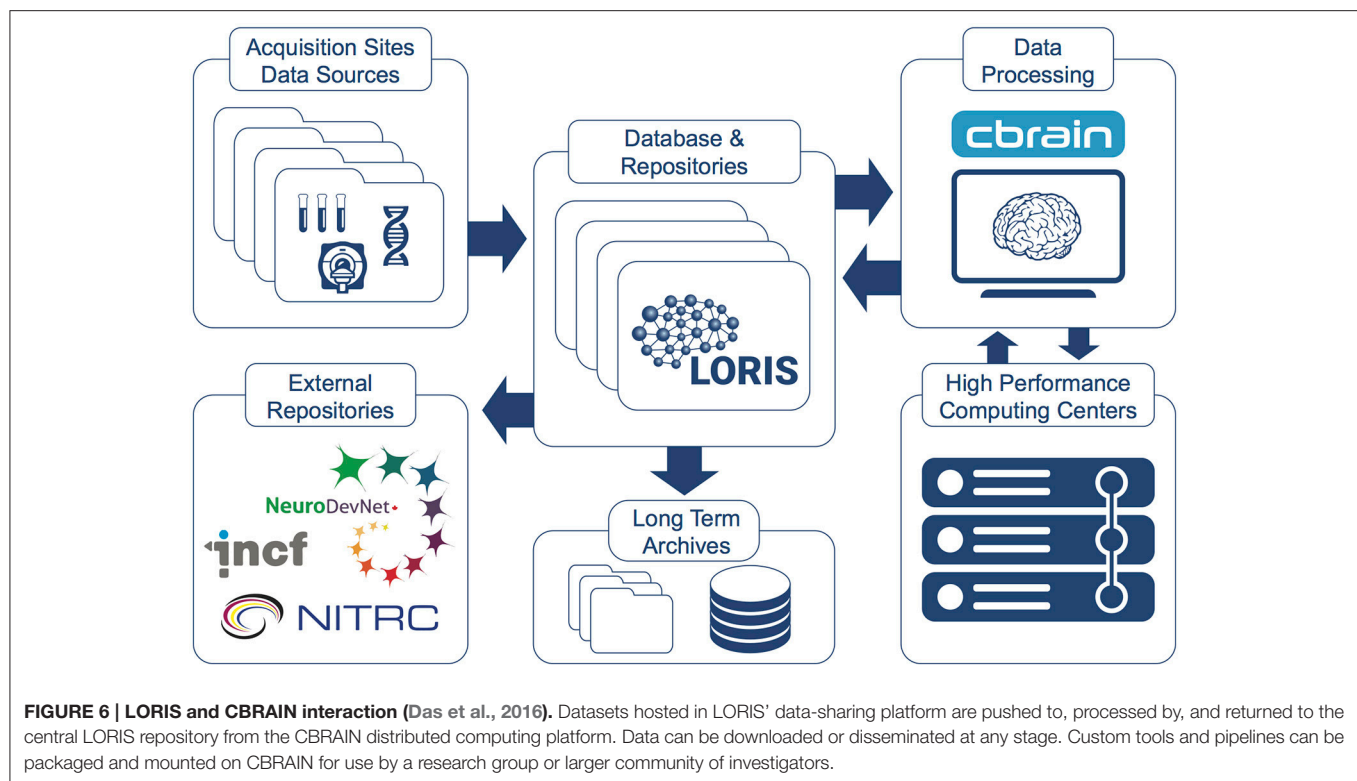 Acquisition Sites
Data Sources
Database &
Repositories
LORIS
Data
Processing
cbrain
External
Repositories
NeuroDevNet
incf
NITRC
Long Term
Archives
High Performance
Computing Centers
FIGURE 6 | LORIS and CBRAIN interaction (Das et al., 2016). Datasets hosted in LORIS' data-sharing platform are pushed to, processed by, and returned to the
central LORIS repository from the CBRAIN distributed computing platform. Data can be downloaded or disseminated at any stage. Custom tools and pipelines can be
packaged and mounted on CBRAIN for use by a research group or larger community of investigators.